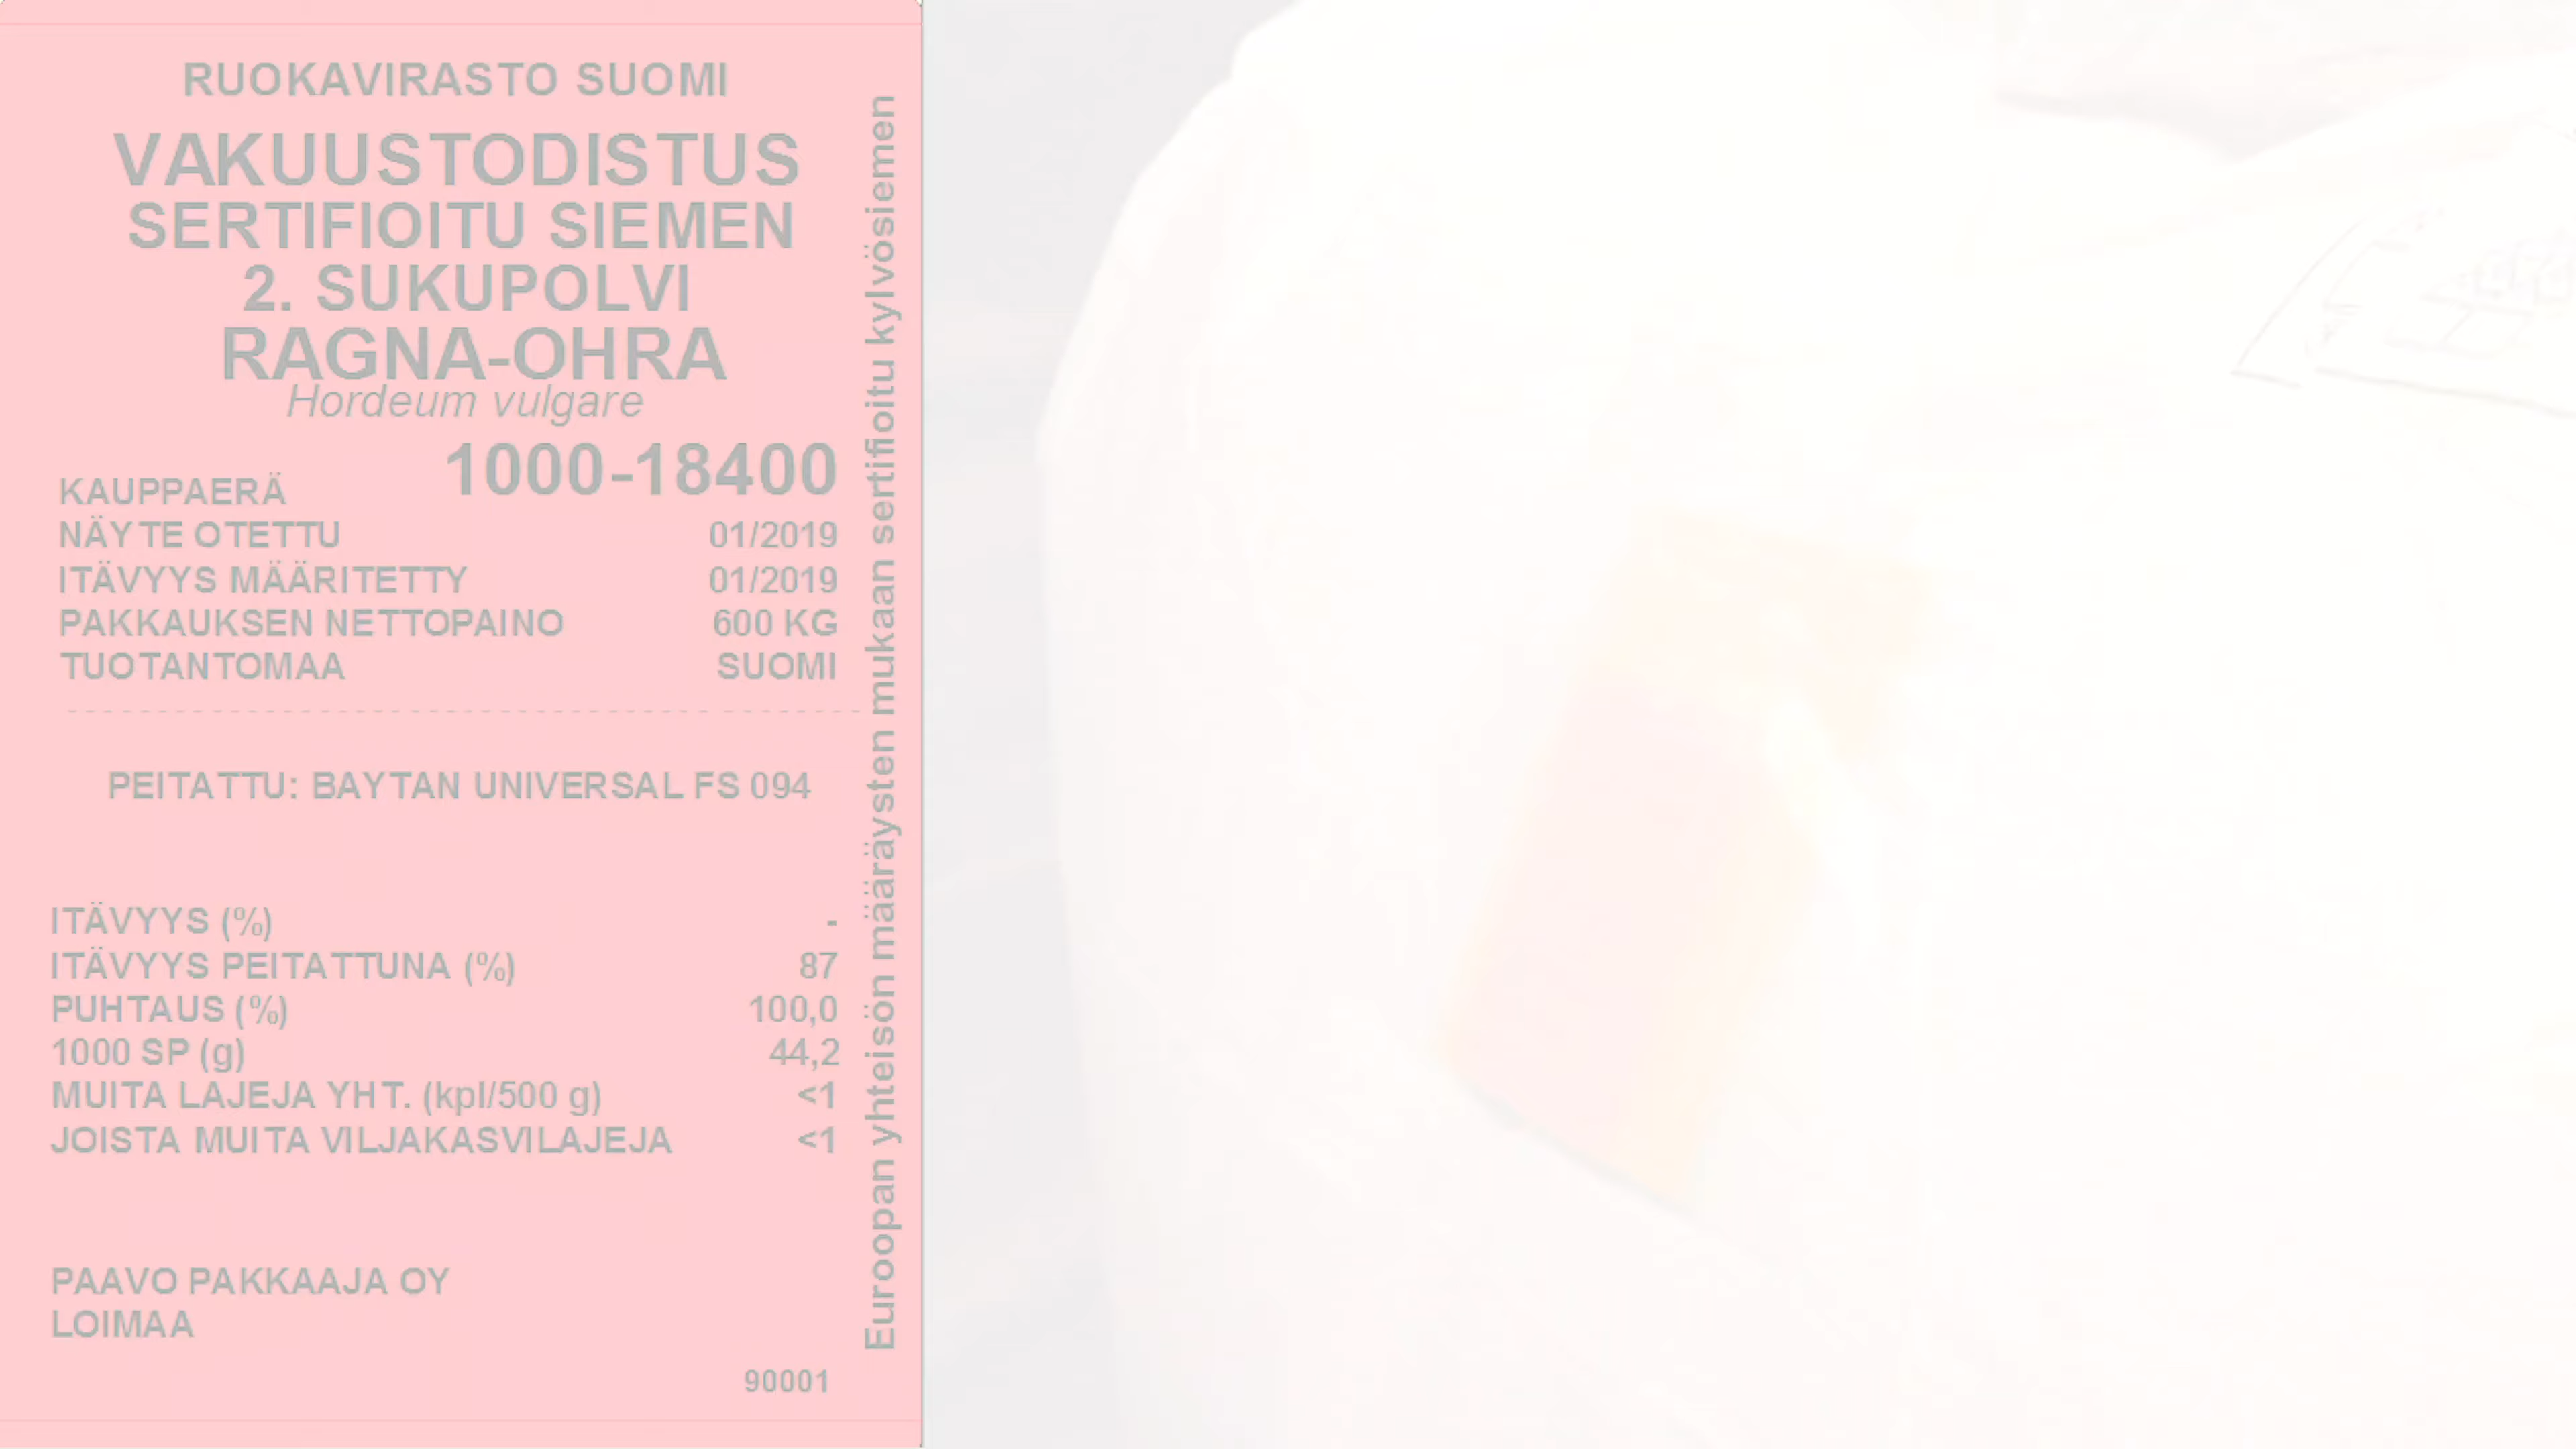 RUOKAVIRASTO SUOMI
VAKUUSTODISTUS
SERTIFIOITU SIEMEN
2. SUKUPOLVI
RAGNA-OHRA
Hordeum vulgare
KAUPPAERÄ 1000-18400
NÄYTE OTETTU 01/2019
ITÄVYYS MÄÄRITETTY 01/2019
PAKKAUKSEN NETTOPAINO 600 KG
TUOTANTOMAA SUOMI
PEITATTU: BAYTAN UNIVERSAL FS 094
ITÄVYYS (%) -
ITÄVYYS PEITATTUNA (%) 87
PUHTAUS (%) 100,0
1000 SP (g) 44,2
MUITA LAJEJA YHT. (kpl/500 g) <1
JOISTA MUITA VILJAKASVILAJEJA <1
PAAVO PAKKAAJA OY
LOIMAA
90001
Euroopan yhteisön määräysten mukaan sertifioitu kylvösiemen